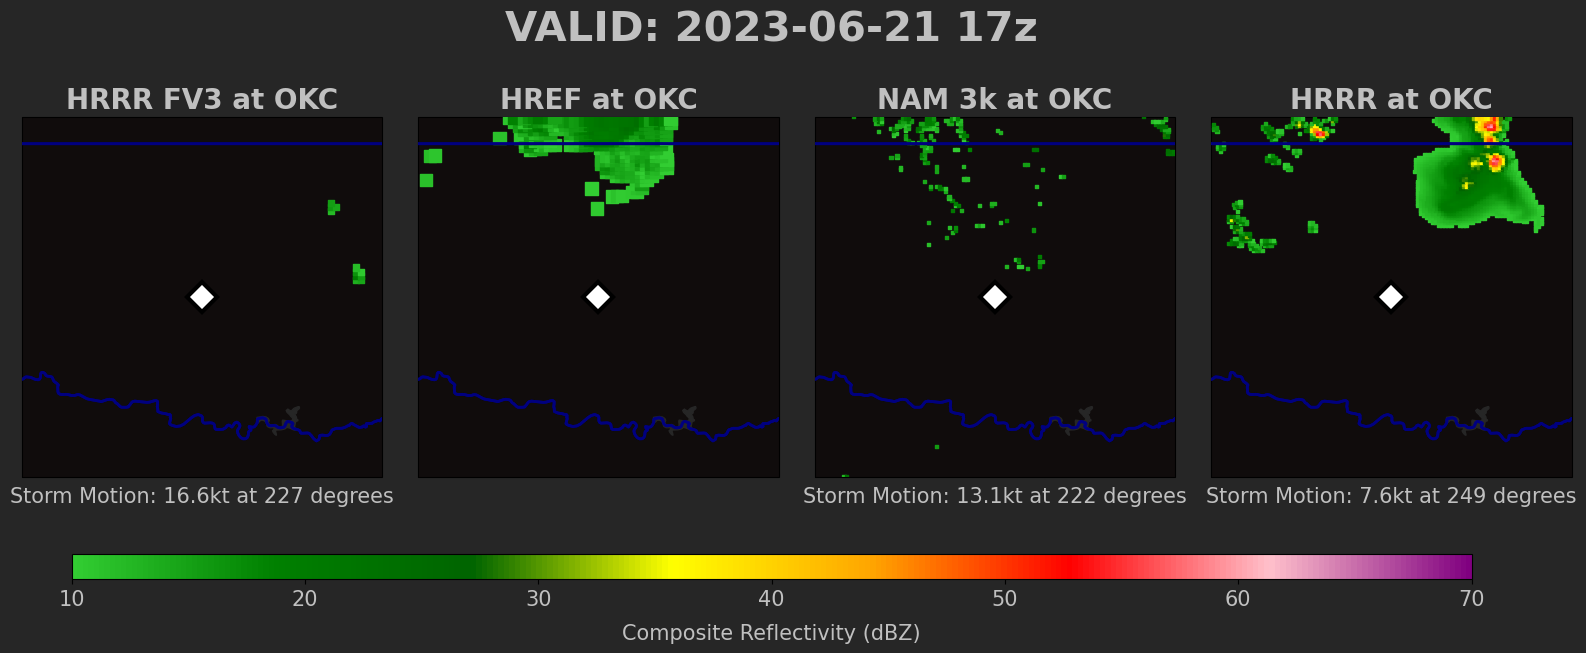 VALID: 2023-06-21 17z
HRRR FV3 at OKC
HREF at OKC
NAM 3k at OKC
HRRR at OKC
Storm Motion: 16.6kt at 227 degrees
Storm Motion: 13.1kt at 222 degrees
Storm Motion: 7.6kt at 249 degrees
10 20 30 40 50 60 70
Composite Reflectivity (dBZ)